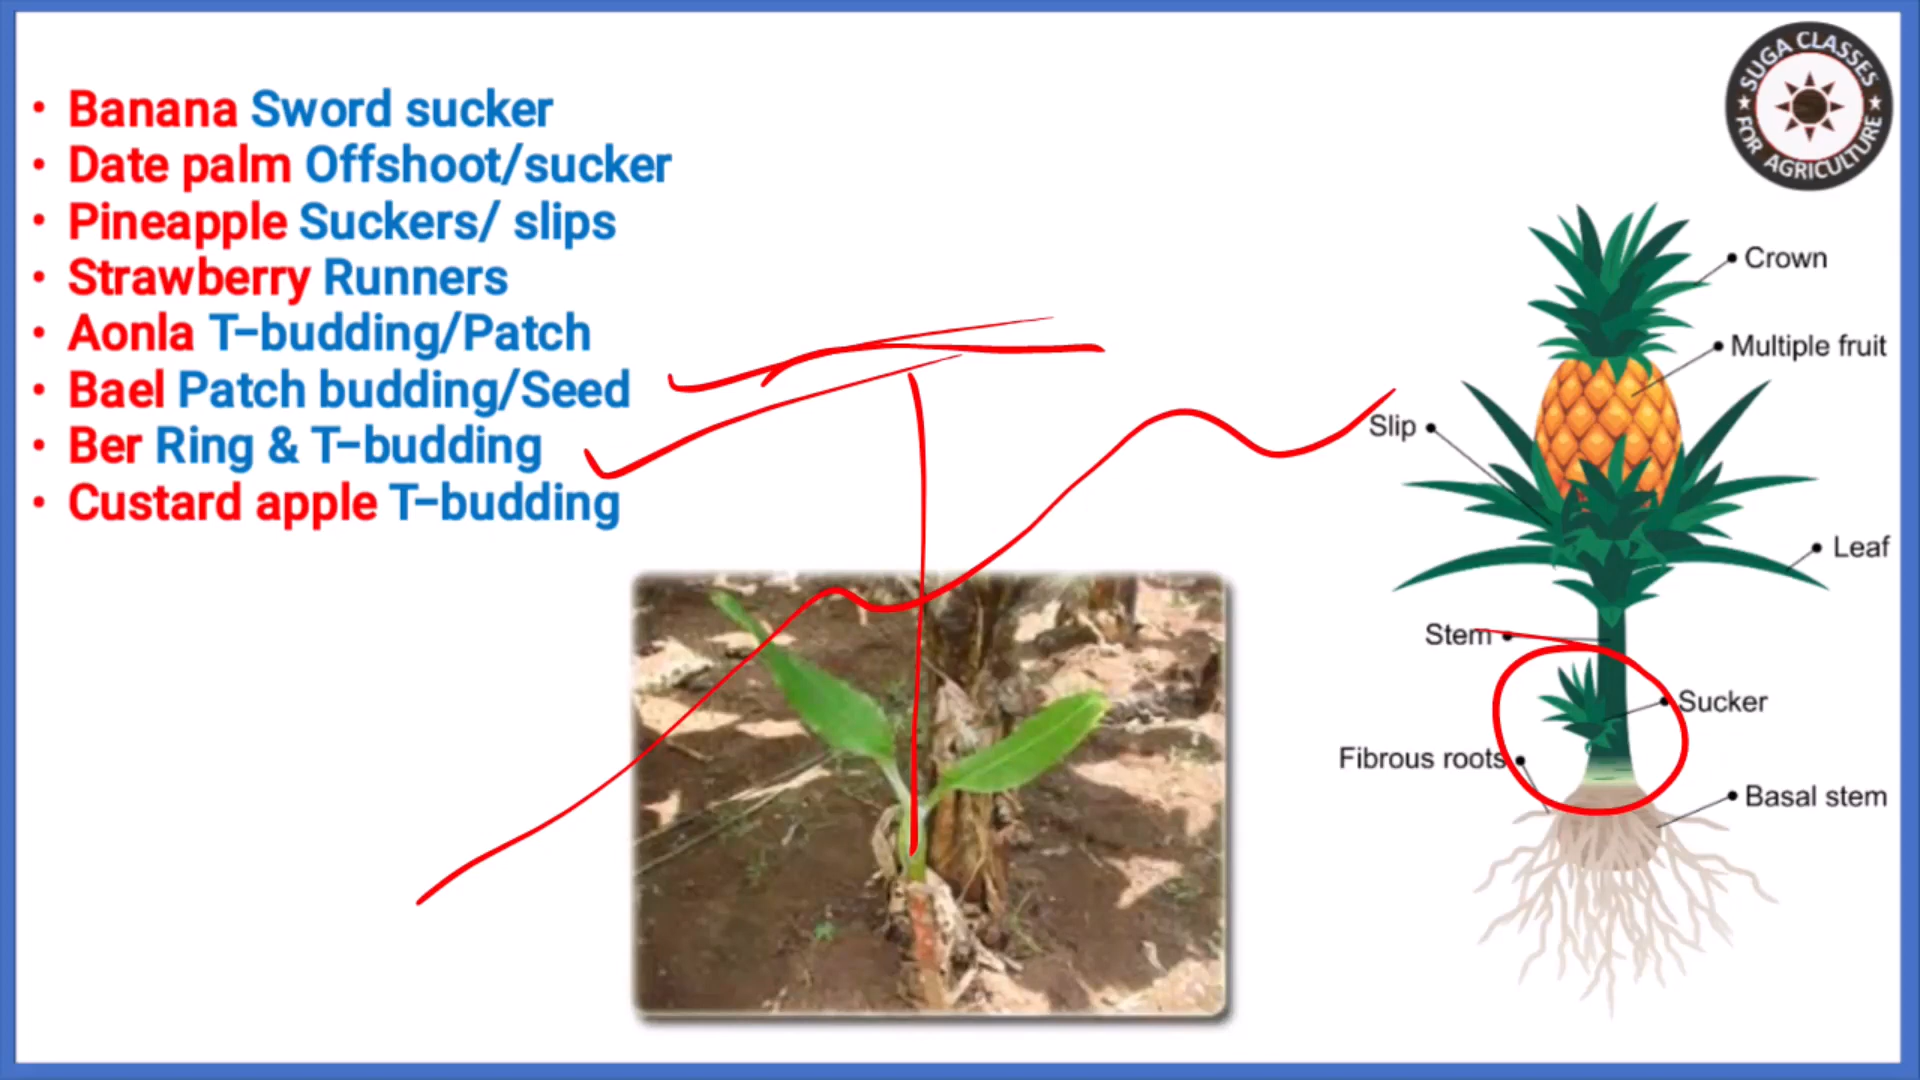 • Banana Sword sucker
• Date palm Offshoot/sucker
• Pineapple Suckers/ slips
• Strawberry Runners
• Aonla T-budding/Patch
• Bael Patch budding/Seed
• Ber Ring & T-budding
• Custard apple T-budding
SUGA CLASSES
FOR AGRICULTURE
Crown
Multiple fruit
Slip
Leaf
Stem
Sucker
Fibrous roots
Basal stem